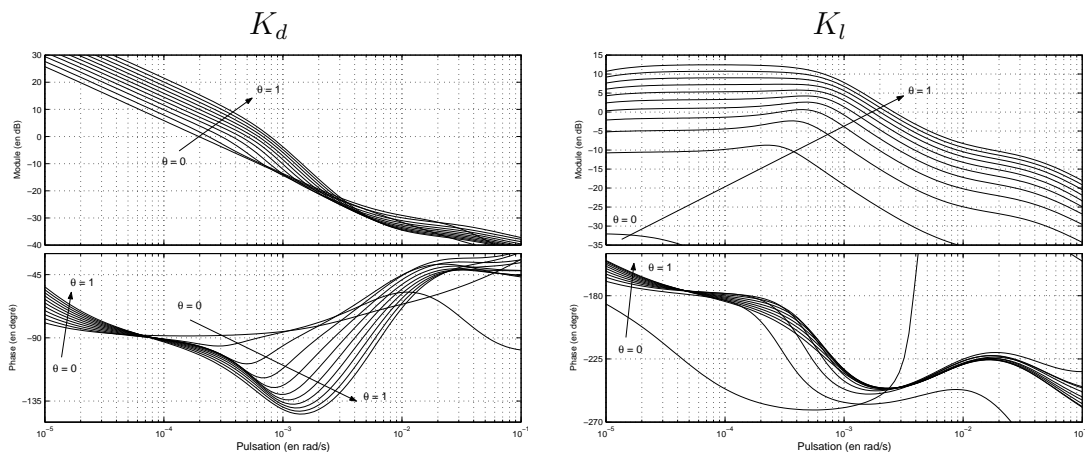 K_d
K_l
30
20
10
0
−10
−20
−30
−40
Module (en dB)
θ = 1
θ = 0
15
10
5
0
−5
−10
−15
−20
−25
−30
−35
Module (en dB)
θ = 1
θ = 0
−45
−90
−135
Phase (en degré)
θ = 1
θ = 0
θ = 0
θ = 1
10^−5
10^−4
10^−3
10^−2
10^−1
Pulsation (en rad/s)
−180
−225
−270
Phase (en degré)
θ = 1
θ = 0
10^−5
10^−4
10^−3
10^−2
10^−1
Pulsation (en rad/s)